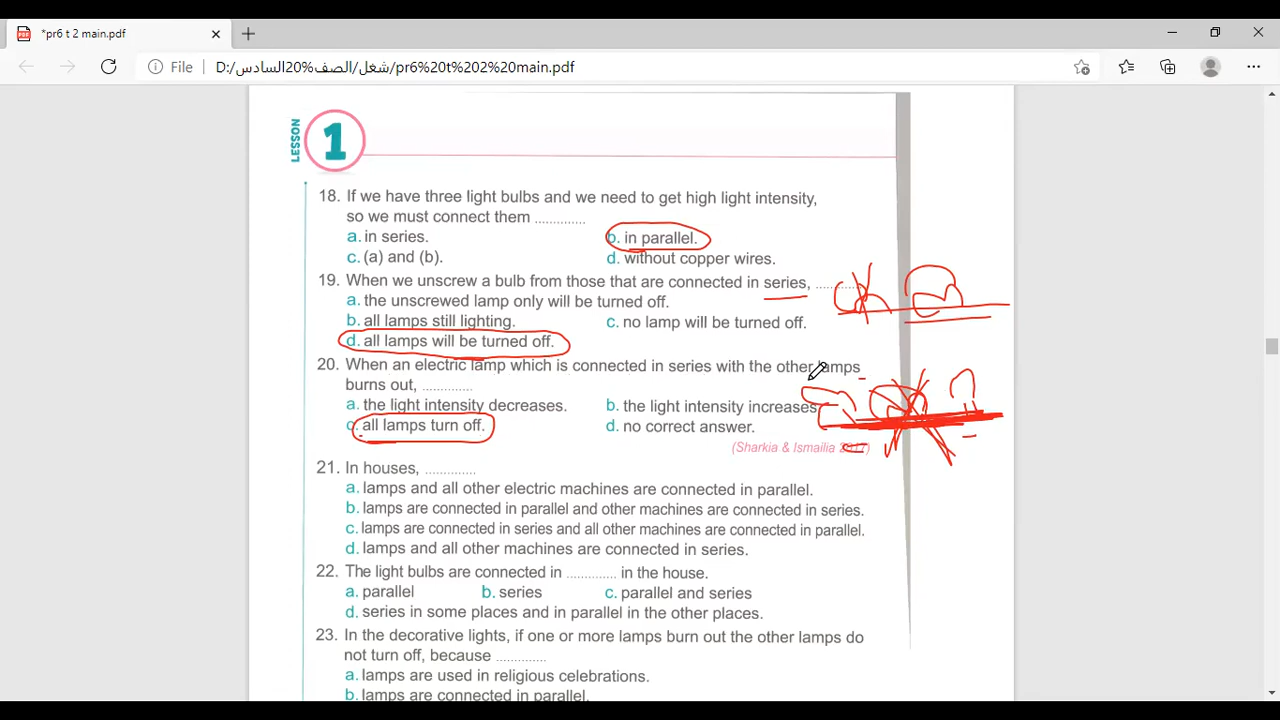 *pr6 t 2 main.pdf
File
D:/شغل/الصف%20السادس/pr6%20t%202%20main.pdf
LESSON
1
18. If we have three light bulbs and we need to get high light intensity,
so we must connect them ..............
a. in series.
b. in parallel.
c. (a) and (b).
d. without copper wires.
19. When we unscrew a bulb from those that are connected in series, ............
a. the unscrewed lamp only will be turned off.
b. all lamps still lighting.
c. no lamp will be turned off.
d. all lamps will be turned off.
20. When an electric lamp which is connected in series with the other lamps
burns out, .............
a. the light intensity decreases.
b. the light intensity increases.
c. all lamps turn off.
d. no correct answer.
(Sharkia & Ismailia 2017)
21. In houses, .............
a. lamps and all other electric machines are connected in parallel.
b. lamps are connected in parallel and other machines are connected in series.
c. lamps are connected in series and all other machines are connected in parallel.
d. lamps and all other machines are connected in series.
22. The light bulbs are connected in ............. in the house.
a. parallel
b. series
c. parallel and series
d. series in some places and in parallel in the other places.
23. In the decorative lights, if one or more lamps burn out the other lamps do
not turn off, because .............
a. lamps are used in religious celebrations.
b. lamps are connected in parallel.